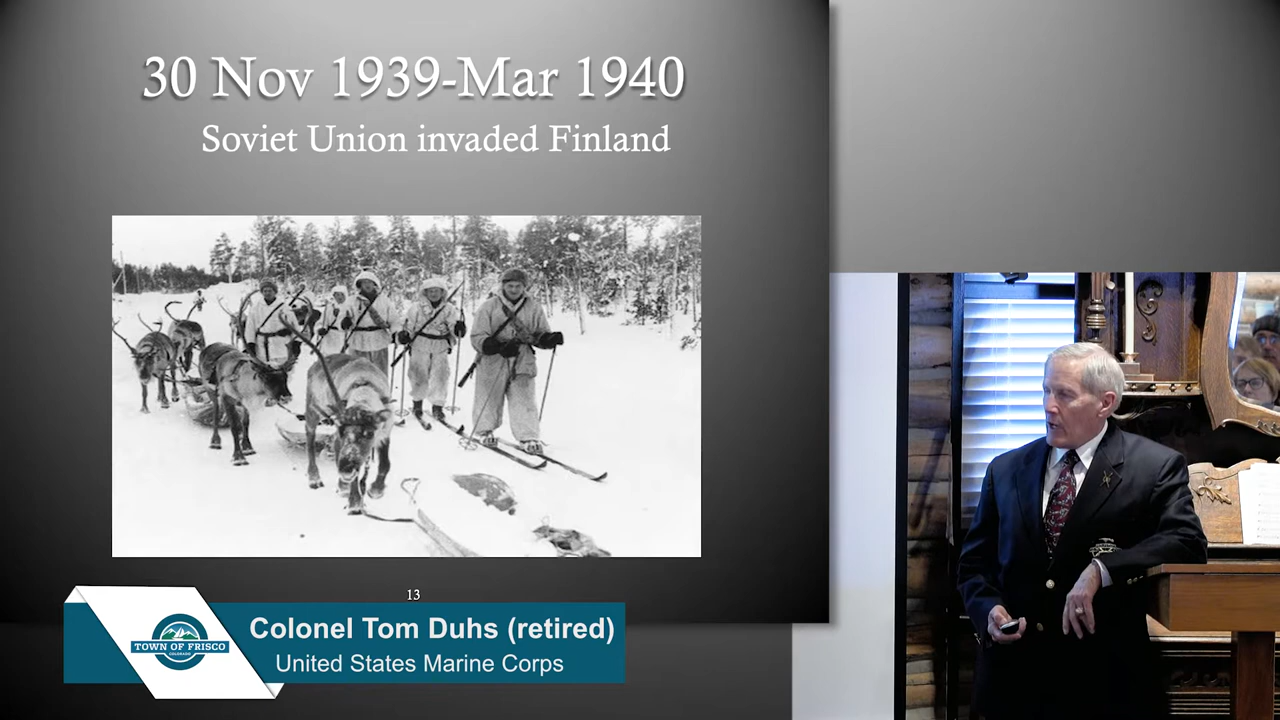 30 Nov 1939-Mar 1940
Soviet Union invaded Finland
13
Colonel Tom Duhs (retired)
United States Marine Corps
TOWN OF FRISCO
COLORADO